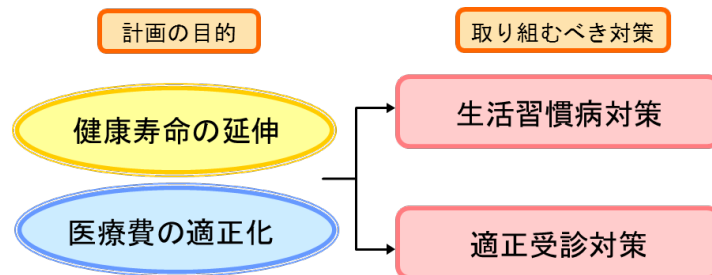 計画の目的
取り組むべき対策
健康寿命の延伸
生活習慣病対策
医療費の適正化
適正受診対策